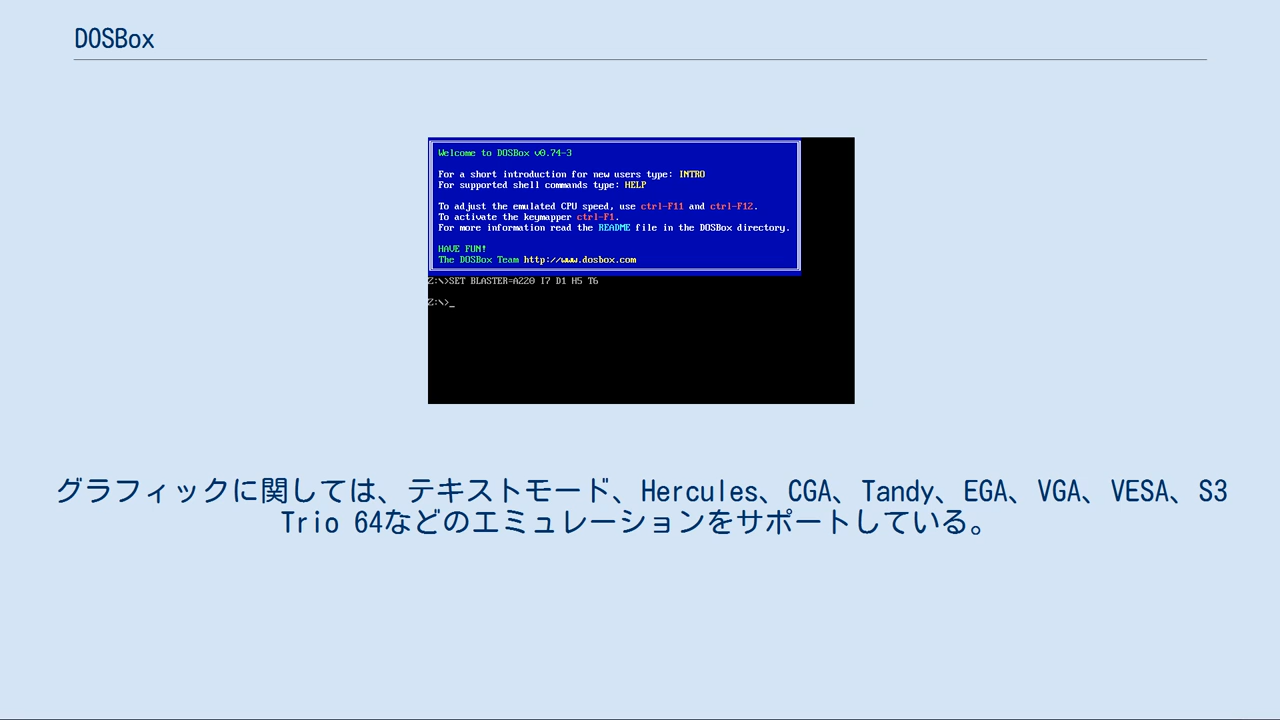 DOSBox
Welcome to DOSBox v0.74-3
For a short introduction for new users type: INTRO
For supported shell commands type: HELP
To adjust the emulated CPU speed, use ctrl-F11 and ctrl-F12.
To activate the keymapper ctrl-F1.
For more information read the README file in the DOSBox directory.
HAVE FUN!
The DOSBox Team http://www.dosbox.com
Z:\>SET BLASTER=A220 I7 D1 H5 T6
Z:\>_
グラフィックに関しては、テキストモード、Hercules、CGA、Tandy、EGA、VGA、VESA、S3
Trio 64などのエミュレーションをサポートしている。